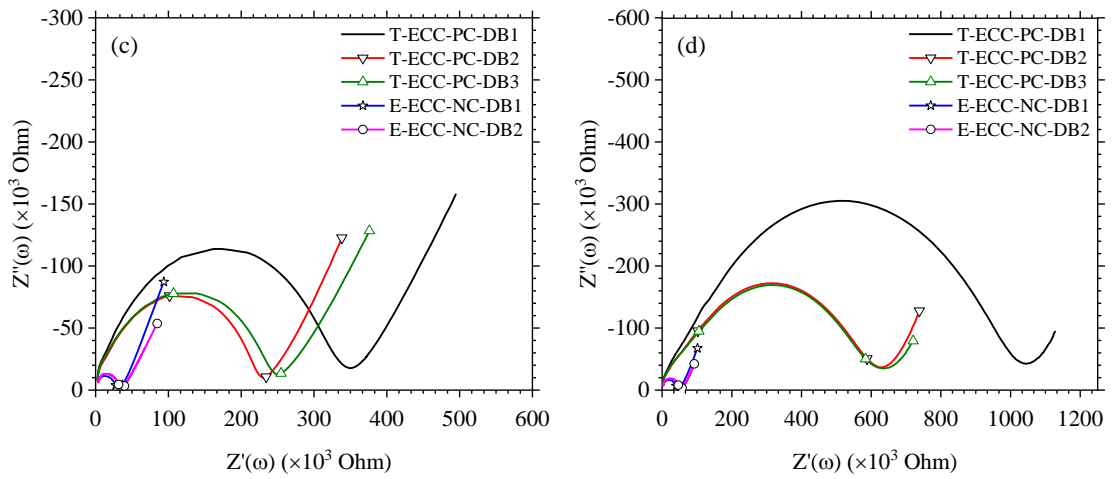 (c)
T-ECC-PC-DB1
T-ECC-PC-DB2
T-ECC-PC-DB3
E-ECC-NC-DB1
E-ECC-NC-DB2
-300
-250
-200
-150
-100
-50
0
Z''(ω) (×10³ Ohm)
0 100 200 300 400 500 600
Z'(ω) (×10³ Ohm)
(d)
T-ECC-PC-DB1
T-ECC-PC-DB2
T-ECC-PC-DB3
E-ECC-NC-DB1
E-ECC-NC-DB2
-600
-500
-400
-300
-200
-100
0
Z''(ω) (×10³ Ohm)
0 200 400 600 800 1000 1200
Z'(ω) (×10³ Ohm)